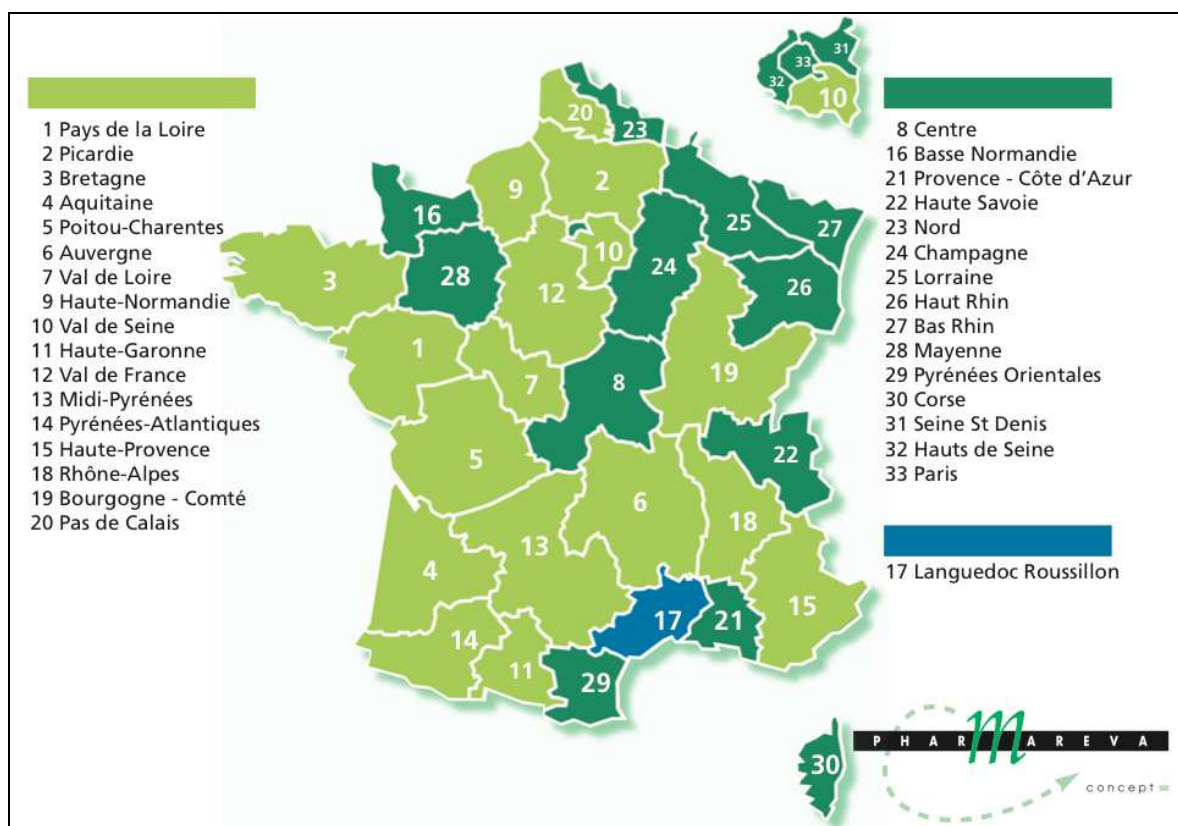 1 Pays de la Loire
2 Picardie
3 Bretagne
4 Aquitaine
5 Poitou-Charentes
6 Auvergne
7 Val de Loire
9 Haute-Normandie
10 Val de Seine
11 Haute-Garonne
12 Val de France
13 Midi-Pyrénées
14 Pyrénées-Atlantiques
15 Haute-Provence
18 Rhône-Alpes
19 Bourgogne - Comté
20 Pas de Calais
31
33
32
10
20
23
9
2
16
25
27
10
28
24
3
12
26
1
8
19
7
5
22
6
18
13
4
15
17
21
14
11
29
30
8 Centre
16 Basse Normandie
21 Provence - Côte d'Azur
22 Haute Savoie
23 Nord
24 Champagne
25 Lorraine
26 Haut Rhin
27 Bas Rhin
28 Mayenne
29 Pyrénées Orientales
30 Corse
31 Seine St Denis
32 Hauts de Seine
33 Paris
17 Languedoc Roussillon
PHARMAREVA
concept